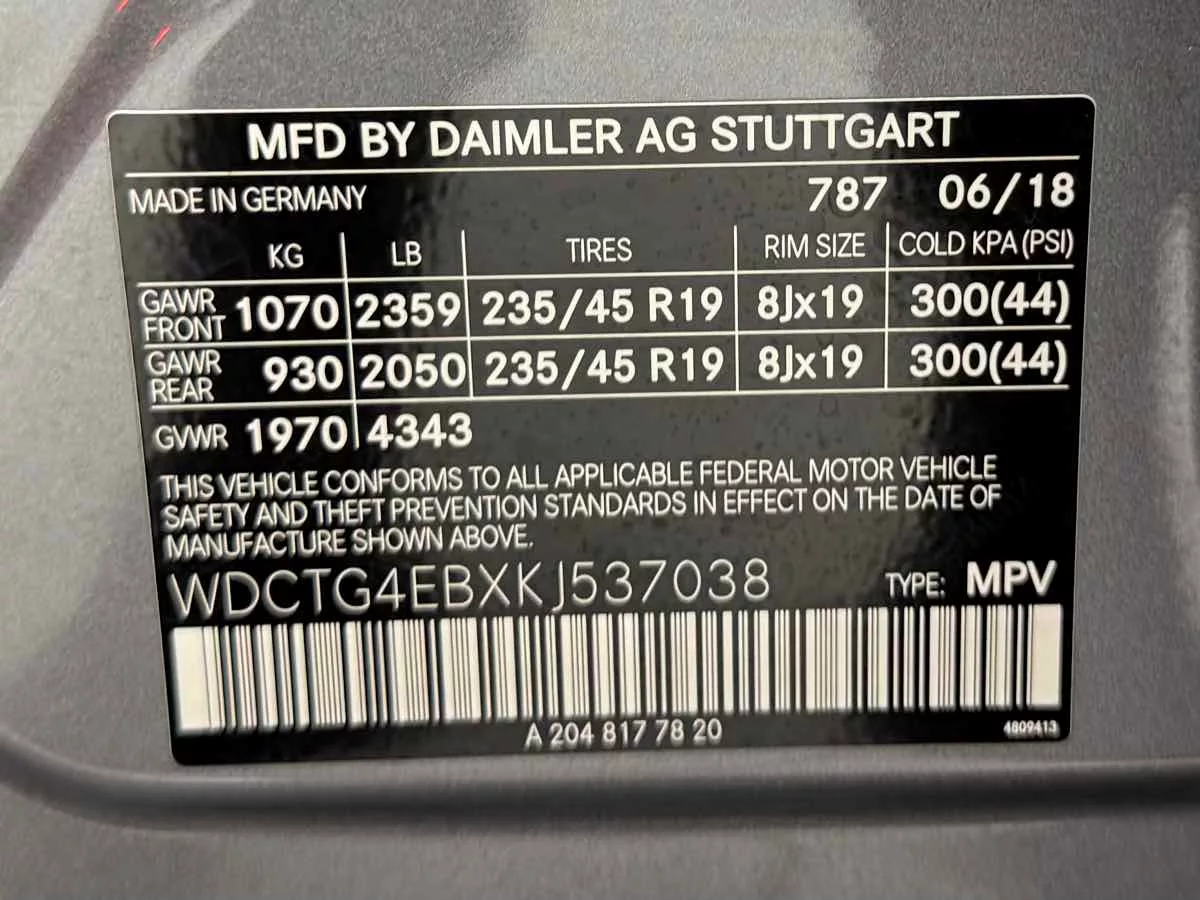 MFD BY DAIMLER AG STUTTGART
MADE IN GERMANY 787 06/18
KG LB TIRES RIM SIZE COLD KPA (PSI)
GAWR FRONT 1070 2359 235/45 R19 8Jx19 300(44)
GAWR REAR 930 2050 235/45 R19 8Jx19 300(44)
GVWR 1970 4343
THIS VEHICLE CONFORMS TO ALL APPLICABLE FEDERAL MOTOR VEHICLE
SAFETY AND THEFT PREVENTION STANDARDS IN EFFECT ON THE DATE OF
MANUFACTURE SHOWN ABOVE.
WDCTG4EBXKJ537038 TYPE: MPV
A 204 817 78 20 4809413